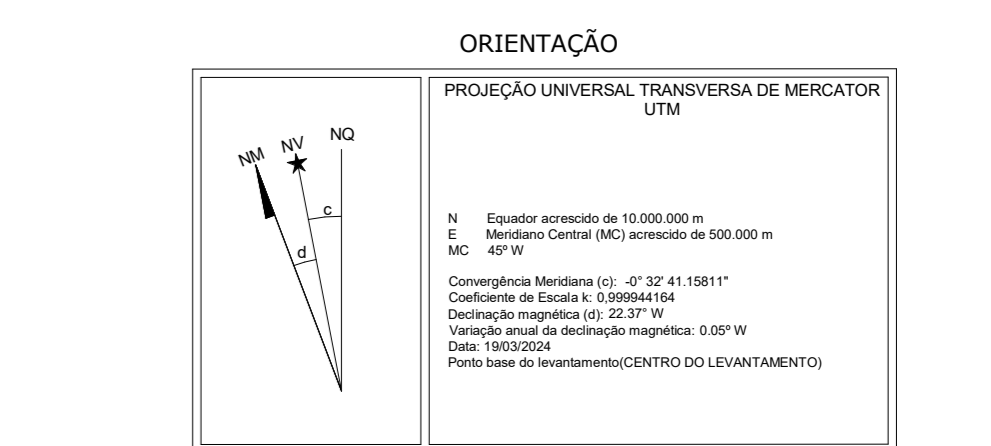 ORIENTAÇÃO
NM NV NQ
c
d
PROJEÇÃO UNIVERSAL TRANSVERSA DE MERCATOR
UTM
N Equador acrescido de 10.000.000 m
E Meridiano Central (MC) acrescido de 500.000 m
MC 45º W
Convergência Meridiana (c): -0° 32' 41.15811"
Coeficiente de Escala k: 0,999944164
Declinação magnética (d): 22.37° W
Variação anual da declinação magnética: 0.05º W
Data: 19/03/2024
Ponto base do levantamento(CENTRO DO LEVANTAMENTO)